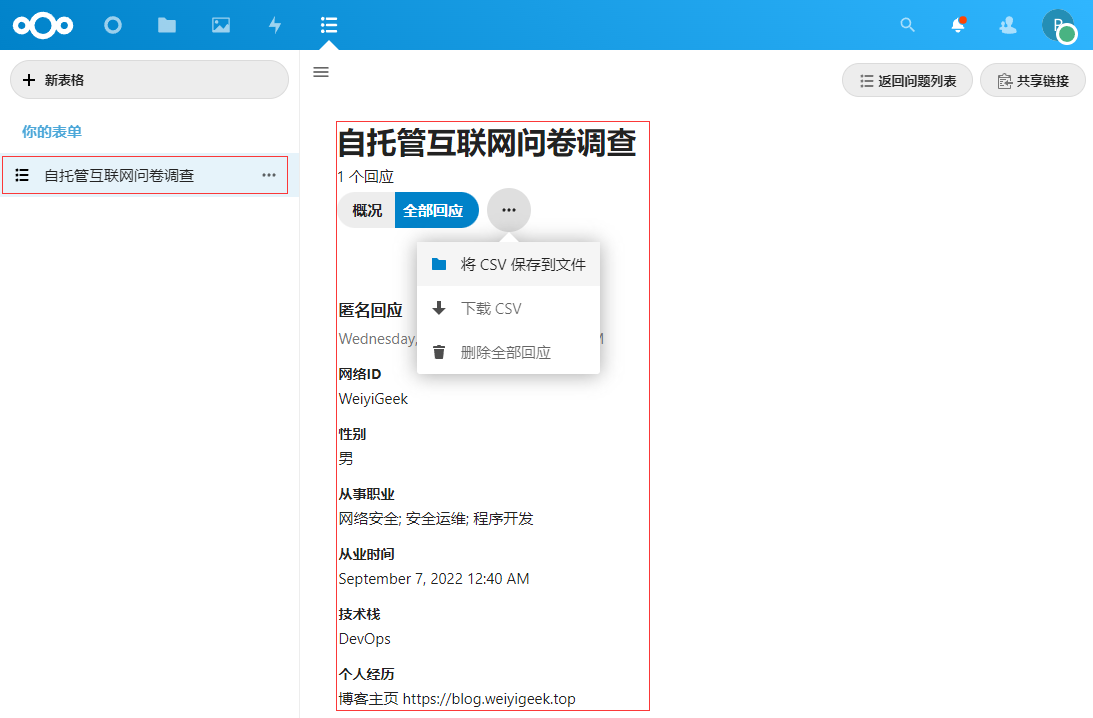 新表格
你的表单
自托管互联网问卷调查
返回问题列表
共享链接
自托管互联网问卷调查
1 个回应
概况
全部回应
将 CSV 保存到文件
下载 CSV
删除全部回应
匿名回应
Wednesday,
网络ID
WeiyiGeek
性别
男
从事职业
网络安全; 安全运维; 程序开发
从业时间
September 7, 2022 12:40 AM
技术栈
DevOps
个人经历
博客主页 https://blog.weiyigeek.top